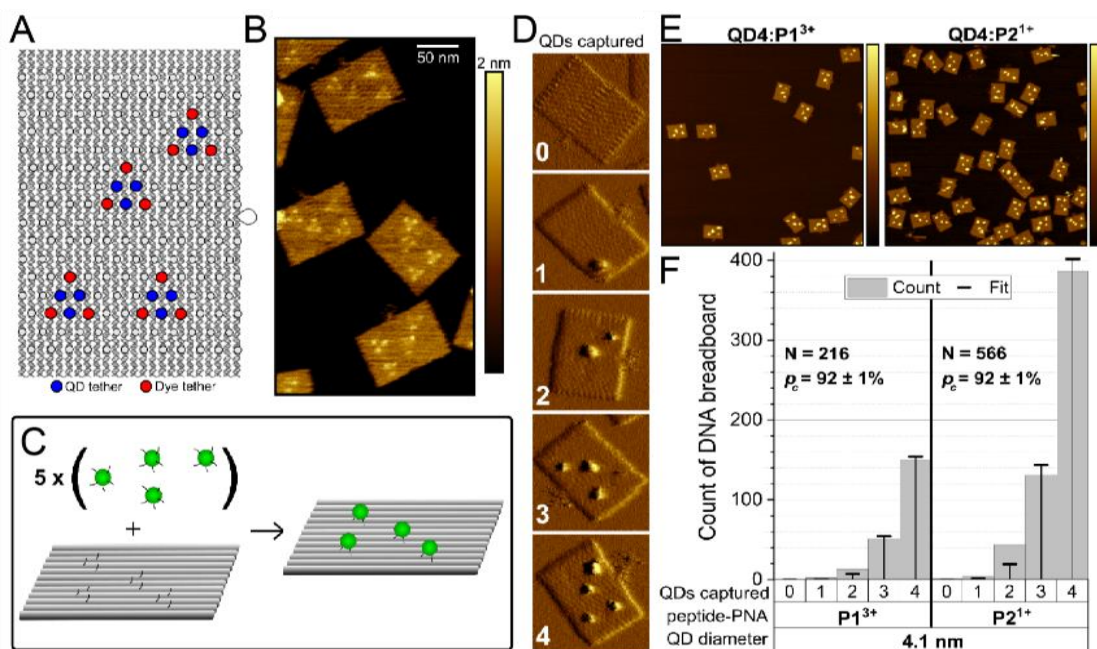 A
QD tether
Dye tether
B
50 nm
2 nm
C
5 x
+
D
QDs captured
0
1
2
3
4
E
QD4:P1³⁺
QD4:P2¹⁺
F
Count of DNA breadboard
400
300
200
100
0
Count
Fit
N = 216
p꜀ = 92 ± 1%
N = 566
p꜀ = 92 ± 1%
QDs captured
0 1 2 3 4 0 1 2 3 4
peptide-PNA
P1³⁺
P2¹⁺
QD diameter
4.1 nm